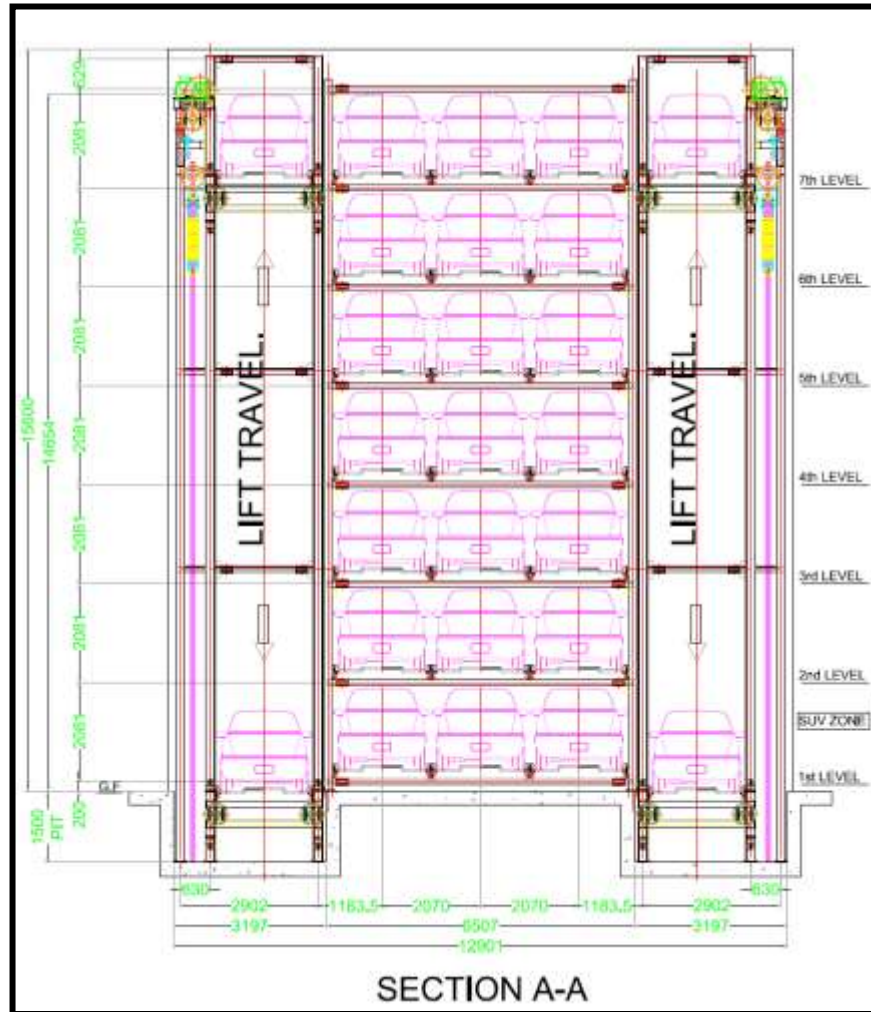 629
2081
2081
2081
2081
2081
2081
2081
200
15600
14654
1500
PIT
G.F
LIFT TRAVEL.
LIFT TRAVEL.
7th LEVEL
6th LEVEL
5th LEVEL
4th LEVEL
3rd LEVEL
2nd LEVEL
SUV ZONE
1st LEVEL
630
630
2902
1183.5
2070
2070
1183.5
2902
3197
6507
3197
12901
SECTION A-A